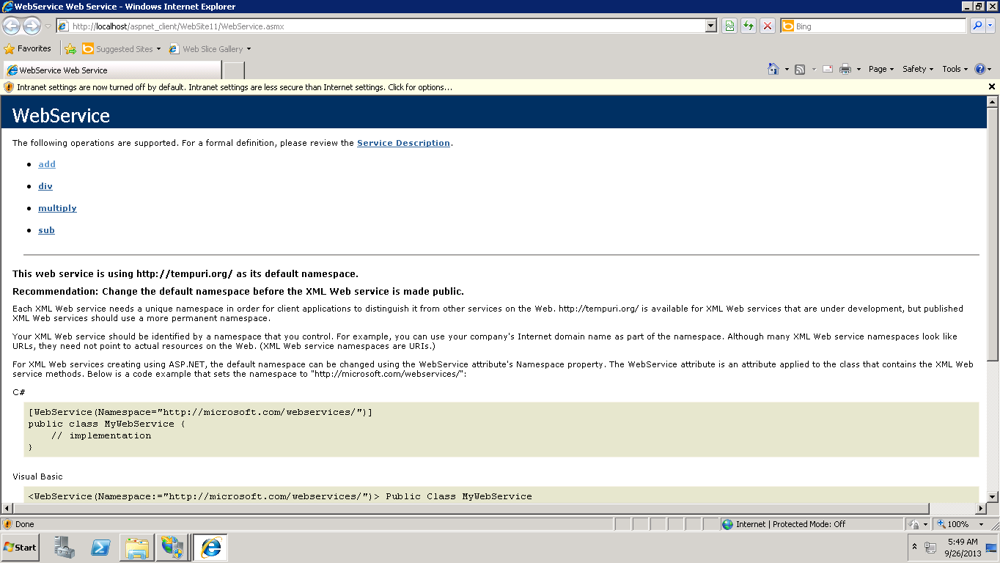 WebService Web Service - Windows Internet Explorer
http://localhost/aspnet_client/WebSite11/WebService.asmx
Bing
Favorites
Suggested Sites
Web Slice Gallery
WebService Web Service
Page
Safety
Tools
Intranet settings are now turned off by default. Intranet settings are less secure than Internet settings. Click for options...
WebService
The following operations are supported. For a formal definition, please review the Service Description.
add
div
multiply
sub
This web service is using http://tempuri.org/ as its default namespace.
Recommendation: Change the default namespace before the XML Web service is made public.
Each XML Web service needs a unique namespace in order for client applications to distinguish it from other services on the Web. http://tempuri.org/ is available for XML Web services that are under development, but published
XML Web services should use a more permanent namespace.
Your XML Web service should be identified by a namespace that you control. For example, you can use your company's Internet domain name as part of the namespace. Although many XML Web service namespaces look like
URLs, they need not point to actual resources on the Web. (XML Web service namespaces are URIs.)
For XML Web services creating using ASP.NET, the default namespace can be changed using the WebService attribute's Namespace property. The WebService attribute is an attribute applied to the class that contains the XML Web
service methods. Below is a code example that sets the namespace to "http://microsoft.com/webservices/":
C#
[WebService(Namespace="http://microsoft.com/webservices/")]
public class MyWebService {
// implementation
}
Visual Basic
<WebService(Namespace:="http://microsoft.com/webservices/")> Public Class MyWebService
Done
Internet | Protected Mode: Off
100%
Start
5:49 AM
9/26/2013